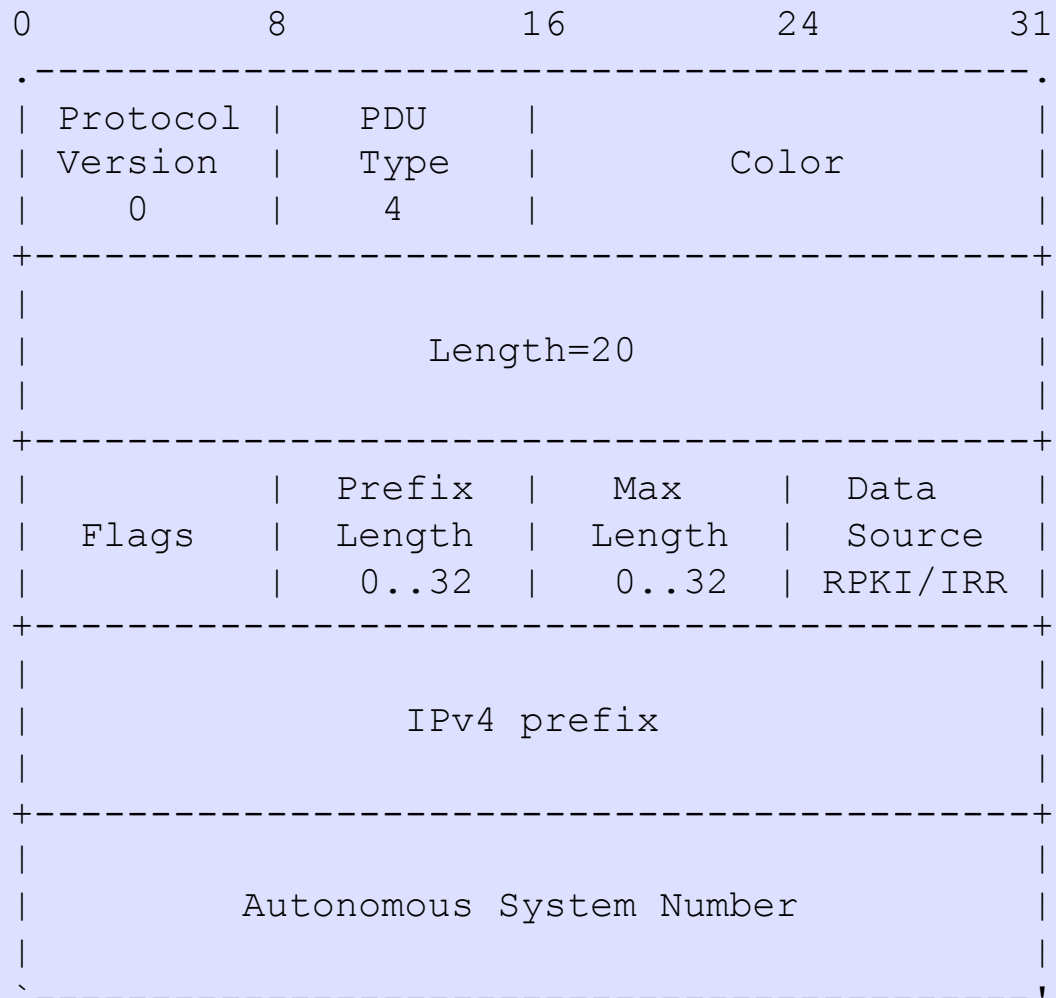 0          8          16         24       31
.-------------------------------------------.
| Protocol |   PDU    |                     |
| Version  |   Type   |        Color        |
|    0     |    4     |                     |
+-------------------------------------------+
|                                           |
|                 Length=20                 |
|                                           |
+-------------------------------------------+
|          |  Prefix  |   Max    |  Data    |
|  Flags   |  Length  |  Length  |  Source  |
|          |   0..32  |   0..32  | RPKI/IRR |
+-------------------------------------------+
|                                           |
|                IPv4 prefix                |
|                                           |
+-------------------------------------------+
|                                           |
|         Autonomous System Number          |
|                                           |
`-------------------------------------------'